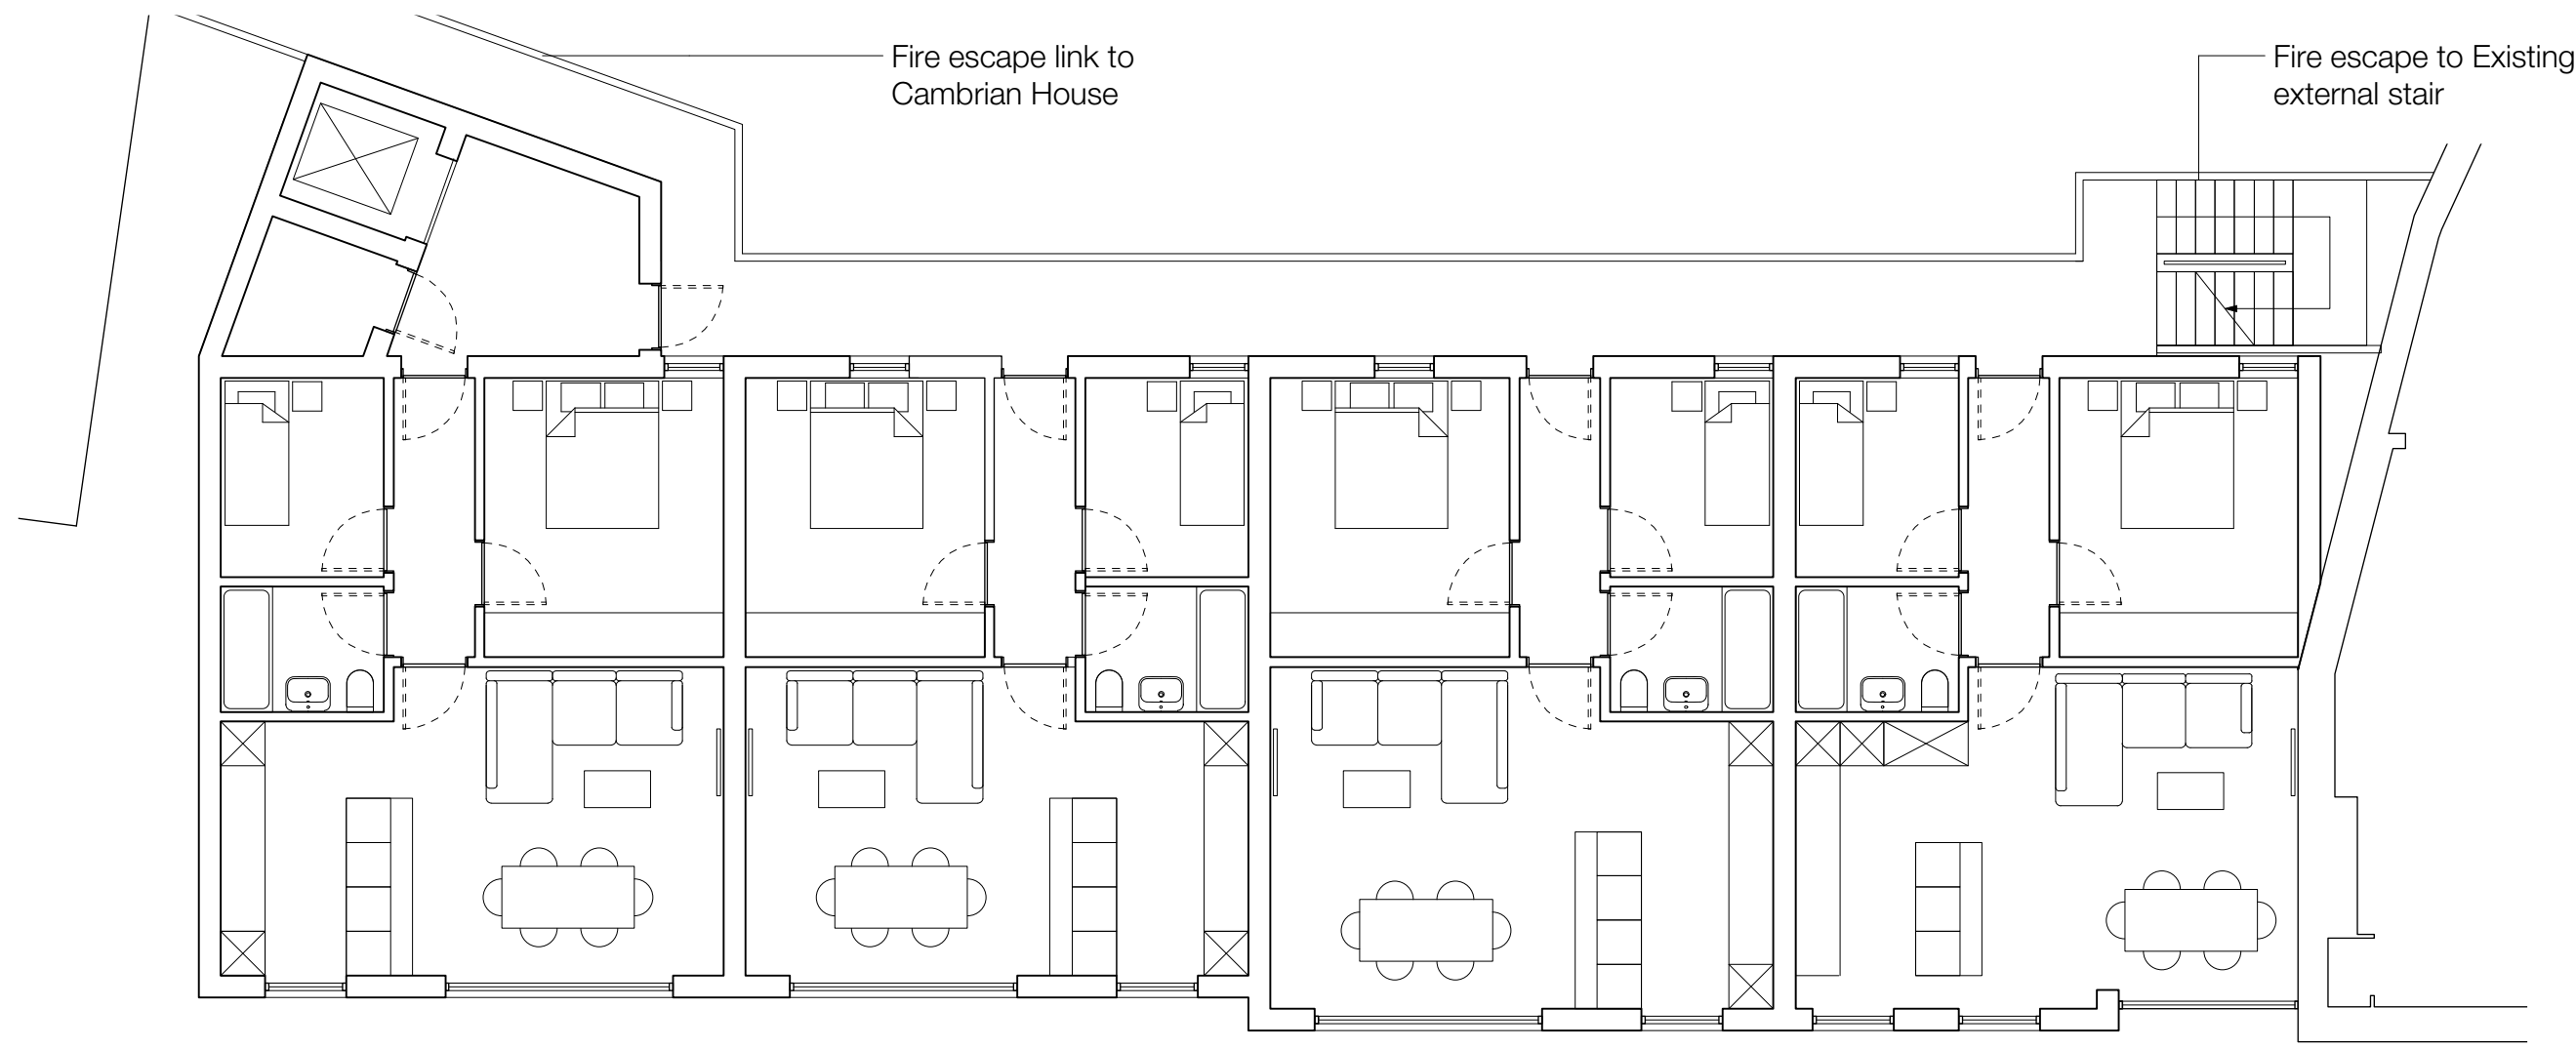 Fire escape link to
Cambrian House
Fire escape to Existing
external stair